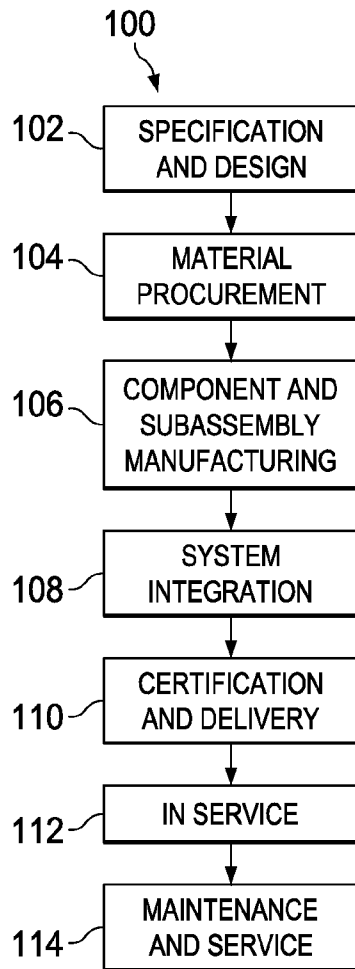 100
102
SPECIFICATION
AND DESIGN
104
MATERIAL
PROCUREMENT
106
COMPONENT AND
SUBASSEMBLY
MANUFACTURING
108
SYSTEM
INTEGRATION
110
CERTIFICATION
AND DELIVERY
112
IN SERVICE
114
MAINTENANCE
AND SERVICE